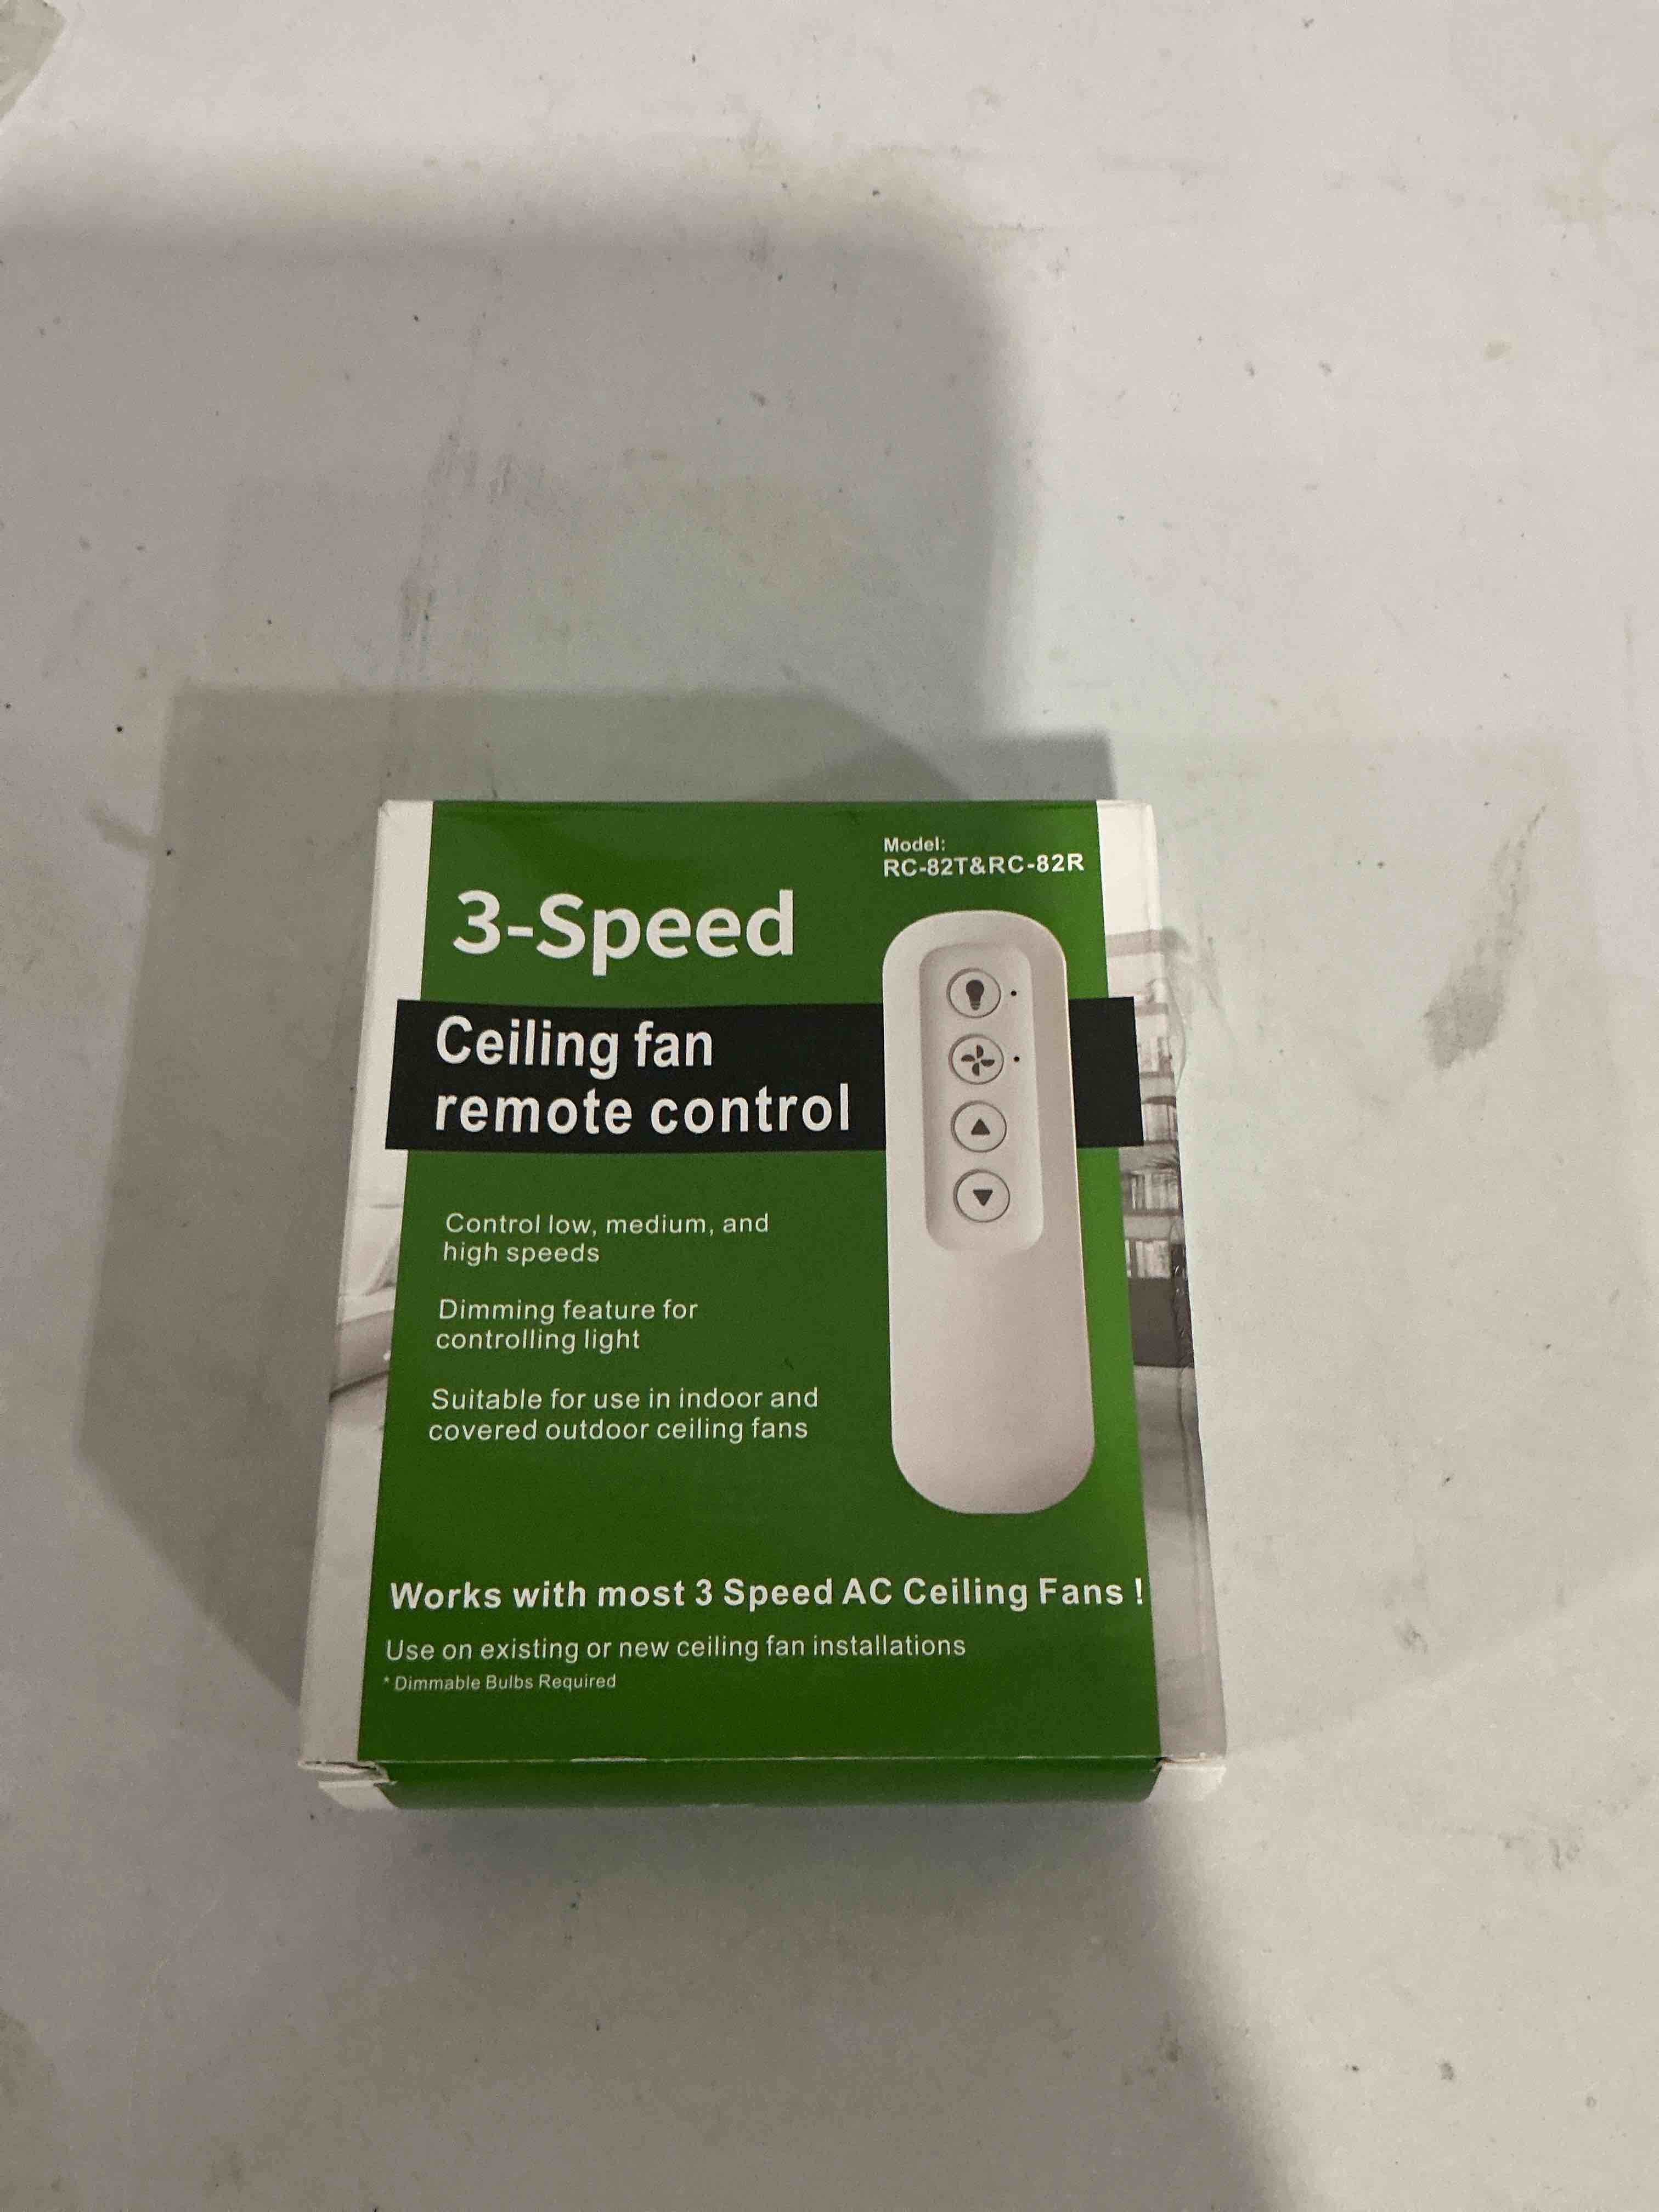 Model:
RC-82T&RC-82R
3-Speed
Ceiling fan
remote control
Control low, medium, and
high speeds
Dimming feature for
controlling light
Suitable for use in indoor and
covered outdoor ceiling fans
Works with most 3 Speed AC Ceiling Fans !
Use on existing or new ceiling fan installations
* Dimmable Bulbs Required